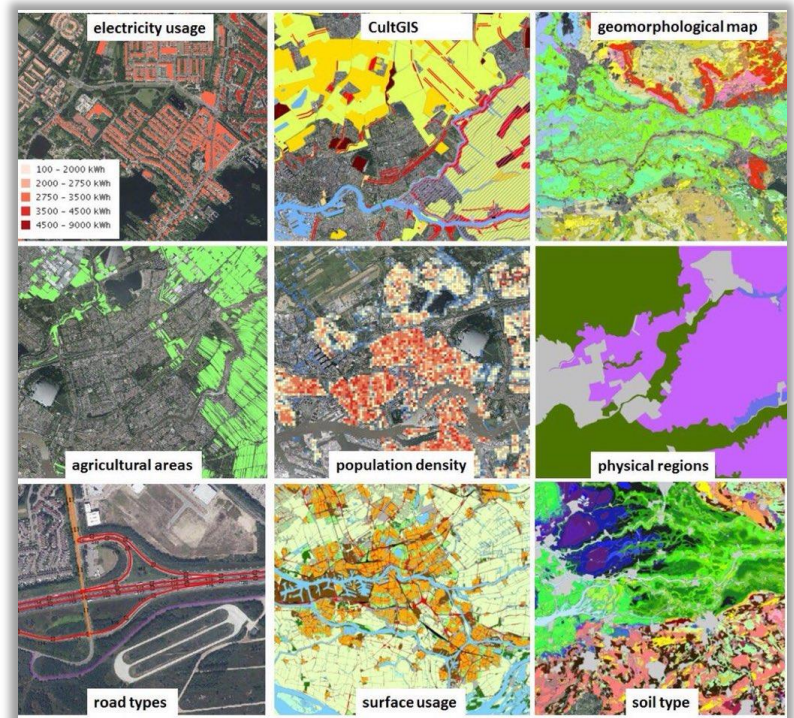 electricity usage
CultGIS
geomorphological map
100 - 2000 kWh
2000 - 2750 kWh
2750 - 3500 kWh
3500 - 4500 kWh
4500 - 9000 kWh
agricultural areas
population density
physical regions
road types
surface usage
soil type